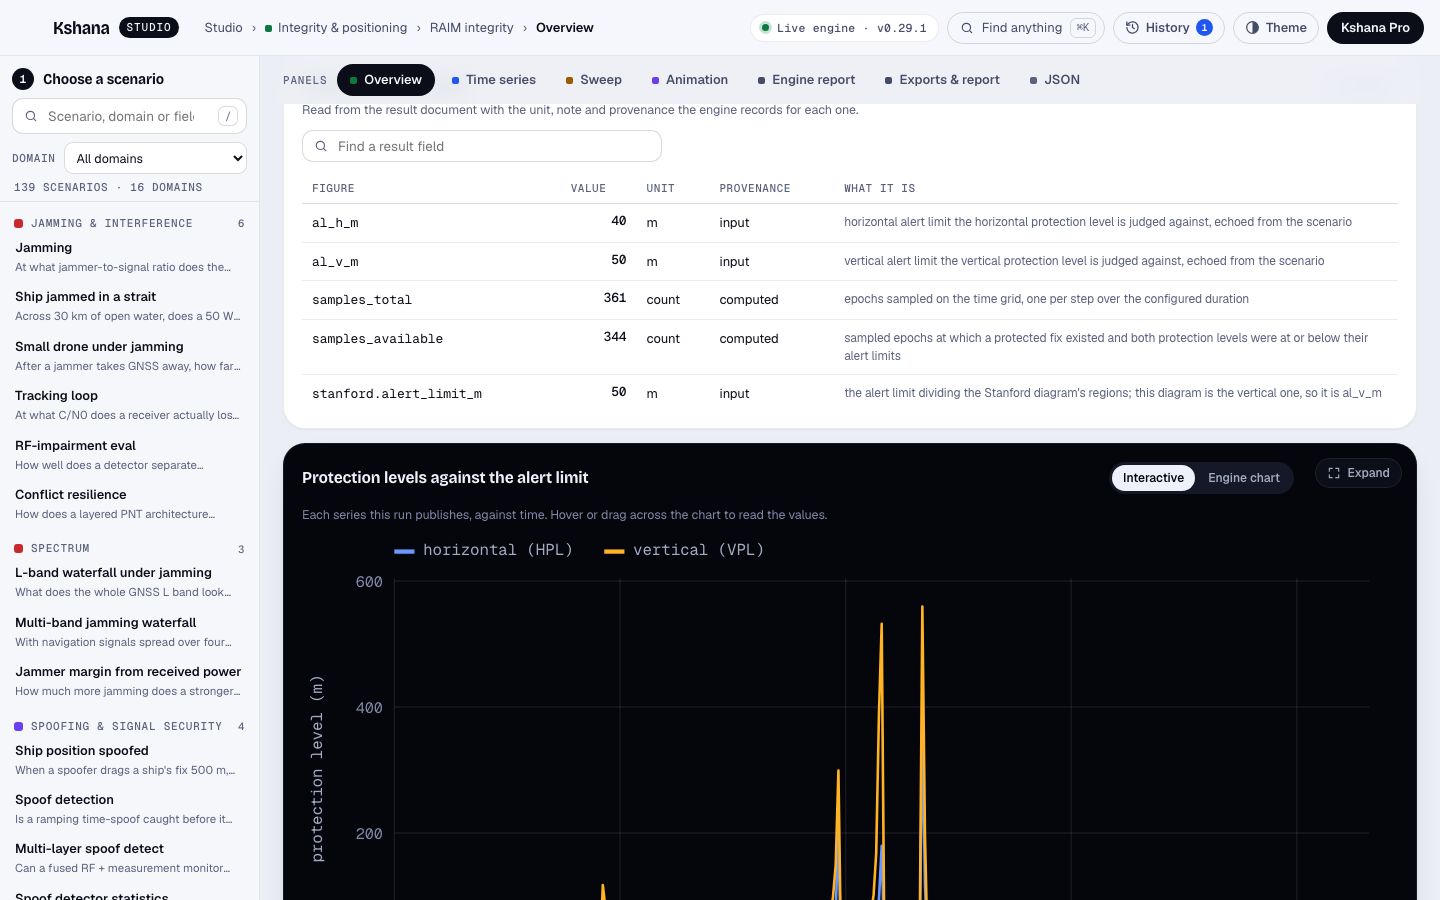 Kshana STUDIO Studio › Integrity & positioning › RAIM integrity › Overview Live engine · v0.29.1 Find anything ⌘K History 1 Theme Kshana Pro
1 Choose a scenario
Scenario, domain or fiel /
DOMAIN All domains
139 SCENARIOS · 16 DOMAINS
JAMMING & INTERFERENCE 6
Jamming
At what jammer-to-signal ratio does the…
Ship jammed in a strait
Across 30 km of open water, does a 50 W…
Small drone under jamming
After a jammer takes GNSS away, how far…
Tracking loop
At what C/N0 does a receiver actually los…
RF-impairment eval
How well does a detector separate…
Conflict resilience
How does a layered PNT architecture…
SPECTRUM 3
L-band waterfall under jamming
What does the whole GNSS L band look…
Multi-band jamming waterfall
With navigation signals spread over four…
Jammer margin from received power
How much more jamming does a stronger…
SPOOFING & SIGNAL SECURITY 4
Ship position spoofed
When a spoofer drags a ship's fix 500 m,…
Spoof detection
Is a ramping time-spoof caught before it…
Multi-layer spoof detect
Can a fused RF + measurement monitor…
Spoof detector statistics
PANELS Overview Time series Sweep Animation Engine report Exports & report JSON
Read from the result document with the unit, note and provenance the engine records for each one.
Find a result field
FIGURE VALUE UNIT PROVENANCE WHAT IT IS
al_h_m 40 m input horizontal alert limit the horizontal protection level is judged against, echoed from the scenario
al_v_m 50 m input vertical alert limit the vertical protection level is judged against, echoed from the scenario
samples_total 361 count computed epochs sampled on the time grid, one per step over the configured duration
samples_available 344 count computed sampled epochs at which a protected fix existed and both protection levels were at or below their
alert limits
stanford.alert_limit_m 50 m input the alert limit dividing the Stanford diagram's regions; this diagram is the vertical one, so it is al_v_m
Protection levels against the alert limit Interactive Engine chart Expand
Each series this run publishes, against time. Hover or drag across the chart to read the values.
horizontal (HPL) vertical (VPL)
600
400
200
protection level (m)